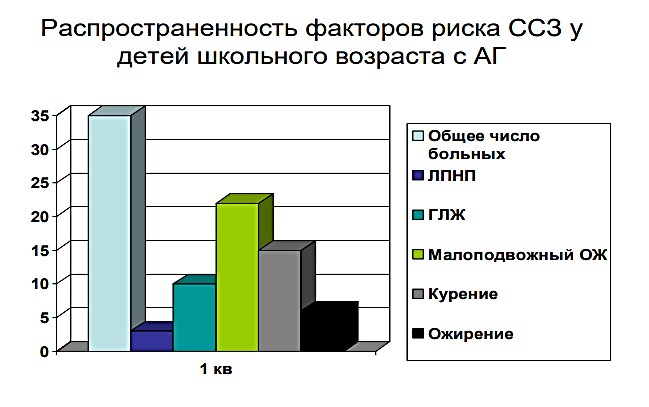 Распространенность факторов риска ССЗ у
детей школьного возраста с АГ
35
30
25
20
15
10
5
0
1 кв
Общее число
больных
ЛПНП
ГЛЖ
Малоподвожный ОЖ
Курение
Ожирение